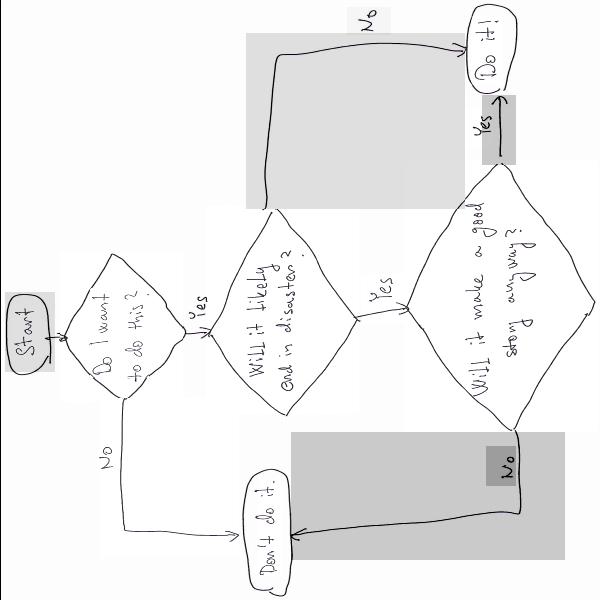 Start
Do I want
to do this?
No
Yes
Will it likely
end in disaster?
No
Yes
Will it make a good
story anyway?
No
Yes
Don't do it.
Do it!